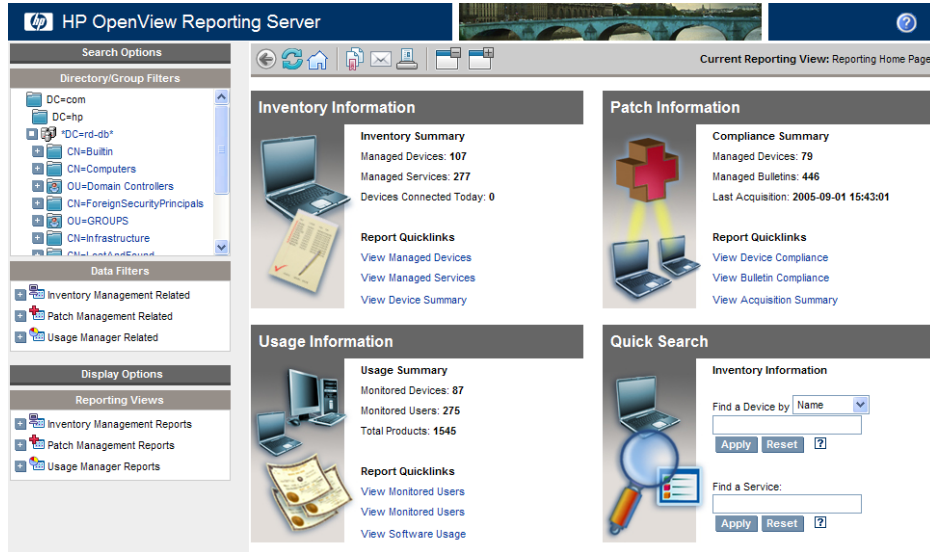 hp HP OpenView Reporting Server ?
Search Options
Directory/Group Filters
DC=com
DC=hp
*DC=rd-db*
CN=Builtin
CN=Computers
OU=Domain Controllers
CN=ForeignSecurityPrincipals
OU=GROUPS
CN=Infrastructure
CN=LostAndFound
Data Filters
Inventory Management Related
Patch Management Related
Usage Manager Related
Display Options
Reporting Views
Inventory Management Reports
Patch Management Reports
Usage Manager Reports
Current Reporting View: Reporting Home Page
Inventory Information
Inventory Summary
Managed Devices: 107
Managed Services: 277
Devices Connected Today: 0
Report Quicklinks
View Managed Devices
View Managed Services
View Device Summary
Patch Information
Compliance Summary
Managed Devices: 79
Managed Bulletins: 446
Last Acquisition: 2005-09-01 15:43:01
Report Quicklinks
View Device Compliance
View Bulletin Compliance
View Acquisition Summary
Usage Information
Usage Summary
Monitored Devices: 87
Monitored Users: 275
Total Products: 1545
Report Quicklinks
View Monitored Users
View Monitored Users
View Software Usage
Quick Search
Inventory Information
Find a Device by Name
Apply Reset ?
Find a Service:
Apply Reset ?